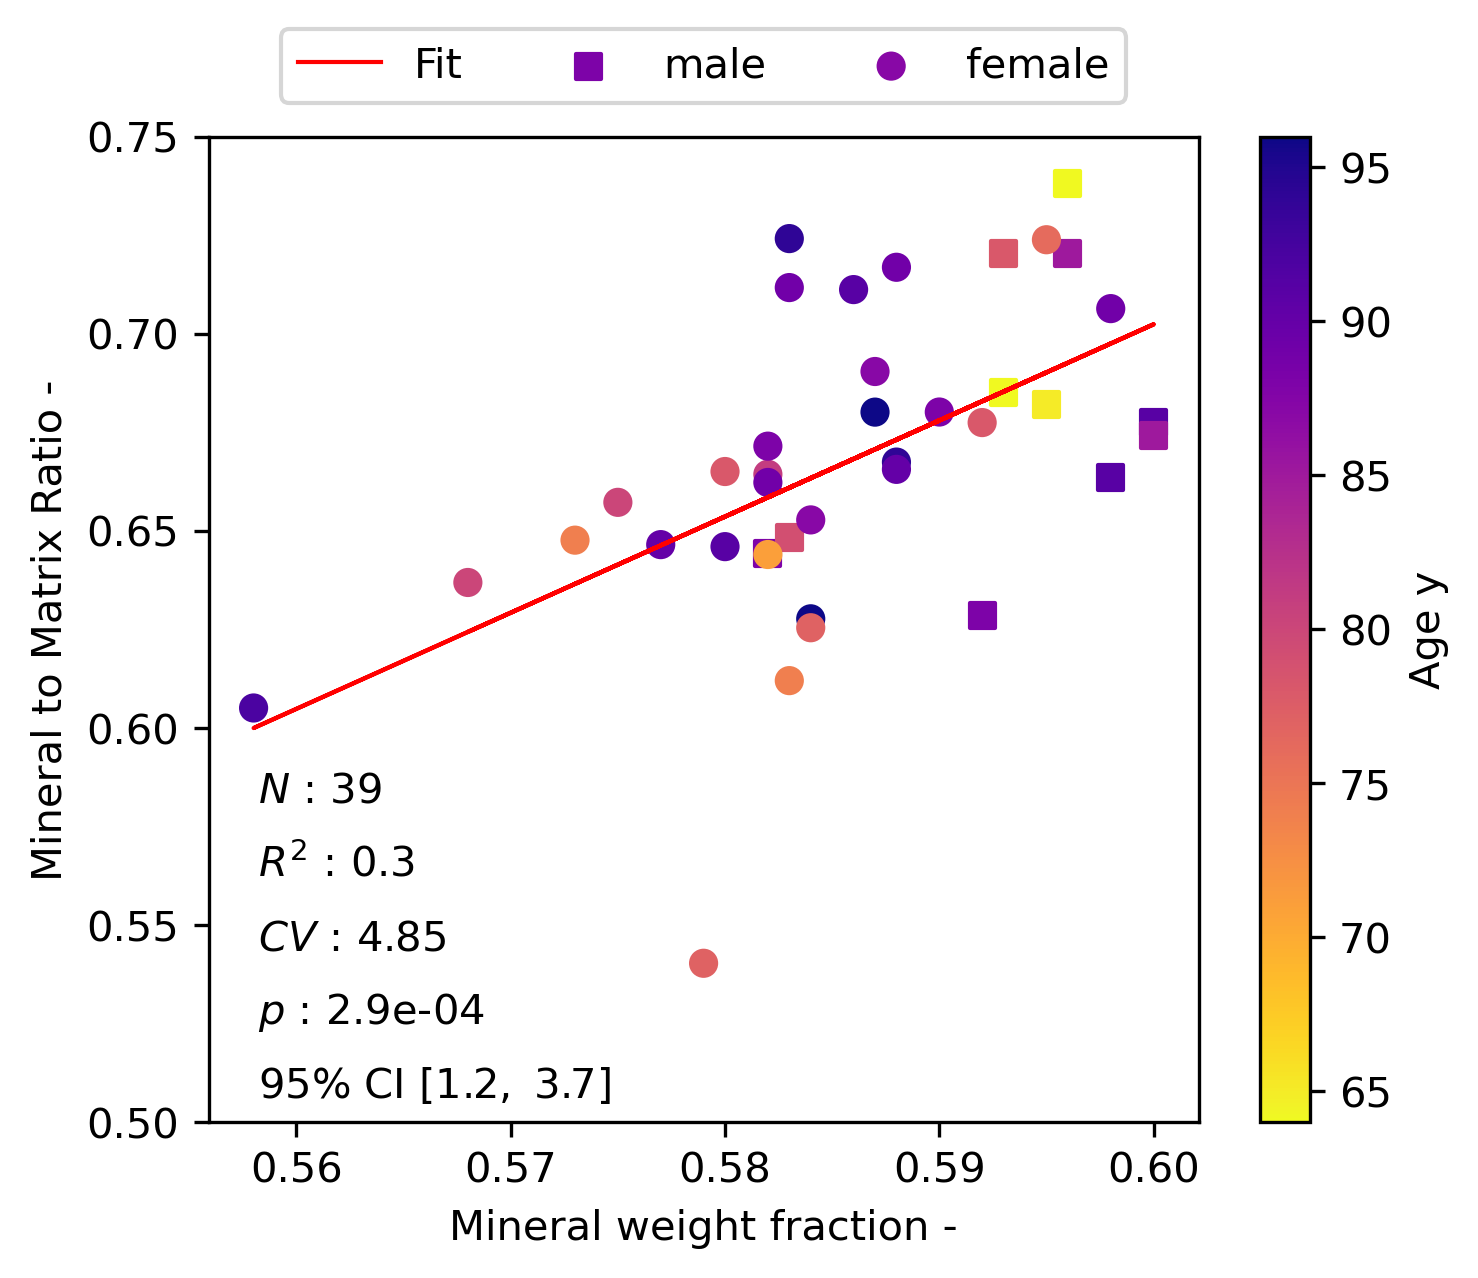 Fit male female
0.75
0.70
0.65
0.60
0.55
0.50
Mineral to Matrix Ratio -
N : 39
R² : 0.3
CV : 4.85
p : 2.9e-04
95% CI [1.2, 3.7]
0.56 0.57 0.58 0.59 0.60
Mineral weight fraction -
95
90
85
80
75
70
65
Age y